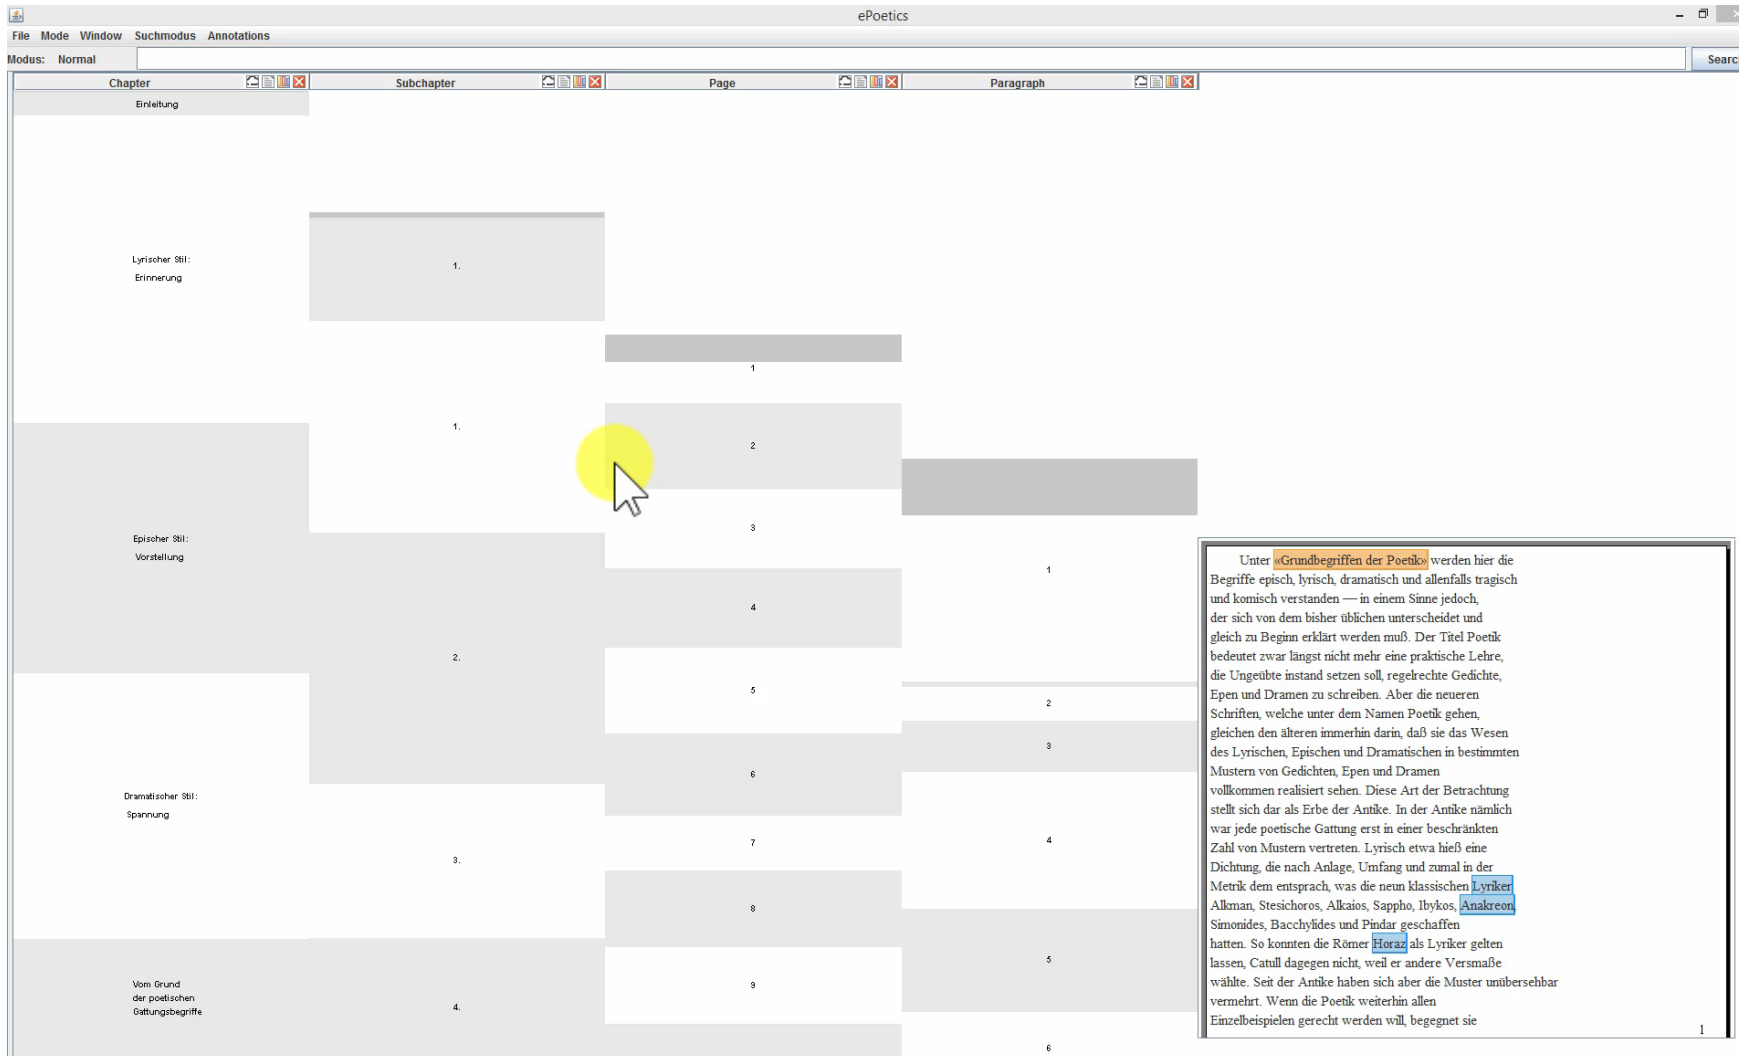 ePoetics
File Mode Window Suchmodus Annotations
Modus: Normal
Search
Chapter Subchapter Page Paragraph
Einleitung
Lyrischer Stil:
Erinnerung
Epischer Stil:
Vorstellung
Dramatischer Stil:
Spannung
Vom Grund
der poetischen
Gattungsbegriffe
1.
1.
2.
3.
4.
1
2
3
4
5
6
7
8
9
1
2
3
4
5
6
Unter «Grundbegriffen der Poetik» werden hier die
Begriffe episch, lyrisch, dramatisch und allenfalls tragisch
und komisch verstanden — in einem Sinne jedoch,
der sich von dem bisher üblichen unterscheidet und
gleich zu Beginn erklärt werden muß. Der Titel Poetik
bedeutet zwar längst nicht mehr eine praktische Lehre,
die Ungeübte instand setzen soll, regelrechte Gedichte,
Epen und Dramen zu schreiben. Aber die neueren
Schriften, welche unter dem Namen Poetik gehen,
gleichen den älteren immerhin darin, daß sie das Wesen
des Lyrischen, Epischen und Dramatischen in bestimmten
Mustern von Gedichten, Epen und Dramen
vollkommen realisiert sehen. Diese Art der Betrachtung
stellt sich dar als Erbe der Antike. In der Antike nämlich
war jede poetische Gattung erst in einer beschränkten
Zahl von Mustern vertreten. Lyrisch etwa hieß eine
Dichtung, die nach Anlage, Umfang und zumal in der
Metrik dem entsprach, was die neun klassischen Lyriker
Alkman, Stesichoros, Alkaios, Sappho, Ibykos, Anakreon,
Simonides, Bacchylides und Pindar geschaffen
hatten. So konnten die Römer Horaz als Lyriker gelten
lassen, Catull dagegen nicht, weil er andere Versmaße
wählte. Seit der Antike haben sich aber die Muster unübersehbar
vermehrt. Wenn die Poetik weiterhin allen
Einzelbeispielen gerecht werden will, begegnet sie
1